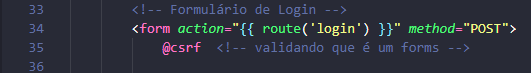 33 <!-- Formulário de Login -->
34 <form action="{{ route('login') }}" method="POST">
35 @csrf <!-- validando que é um forms -->
36